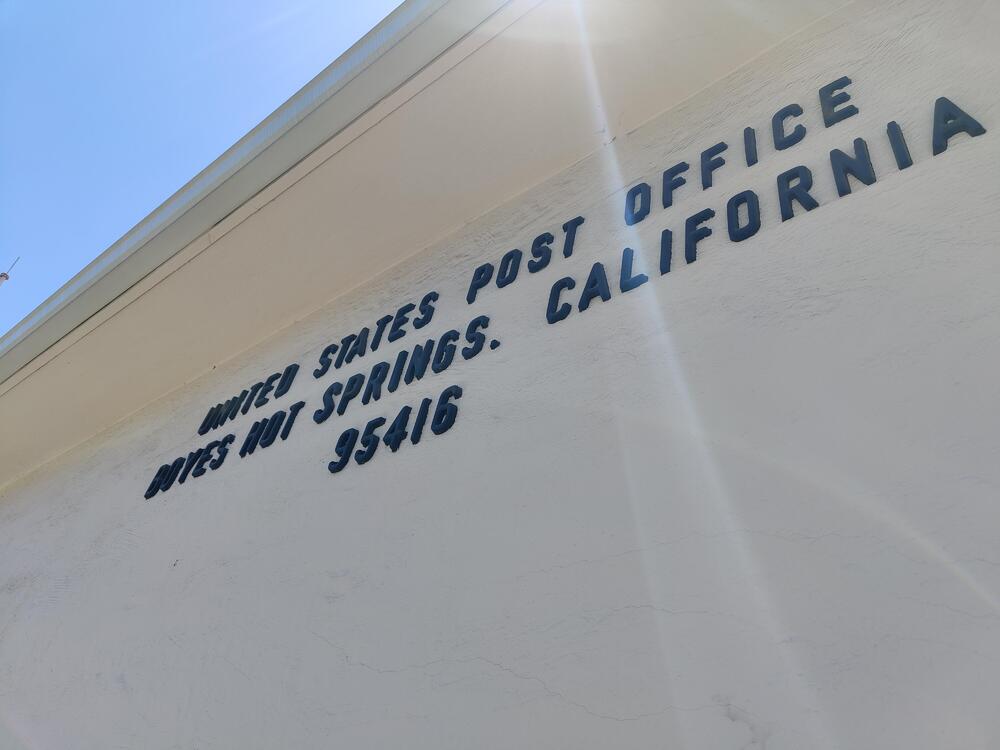 UNITED STATES POST OFFICE
BOYES HOT SPRINGS. CALIFORNIA
95416